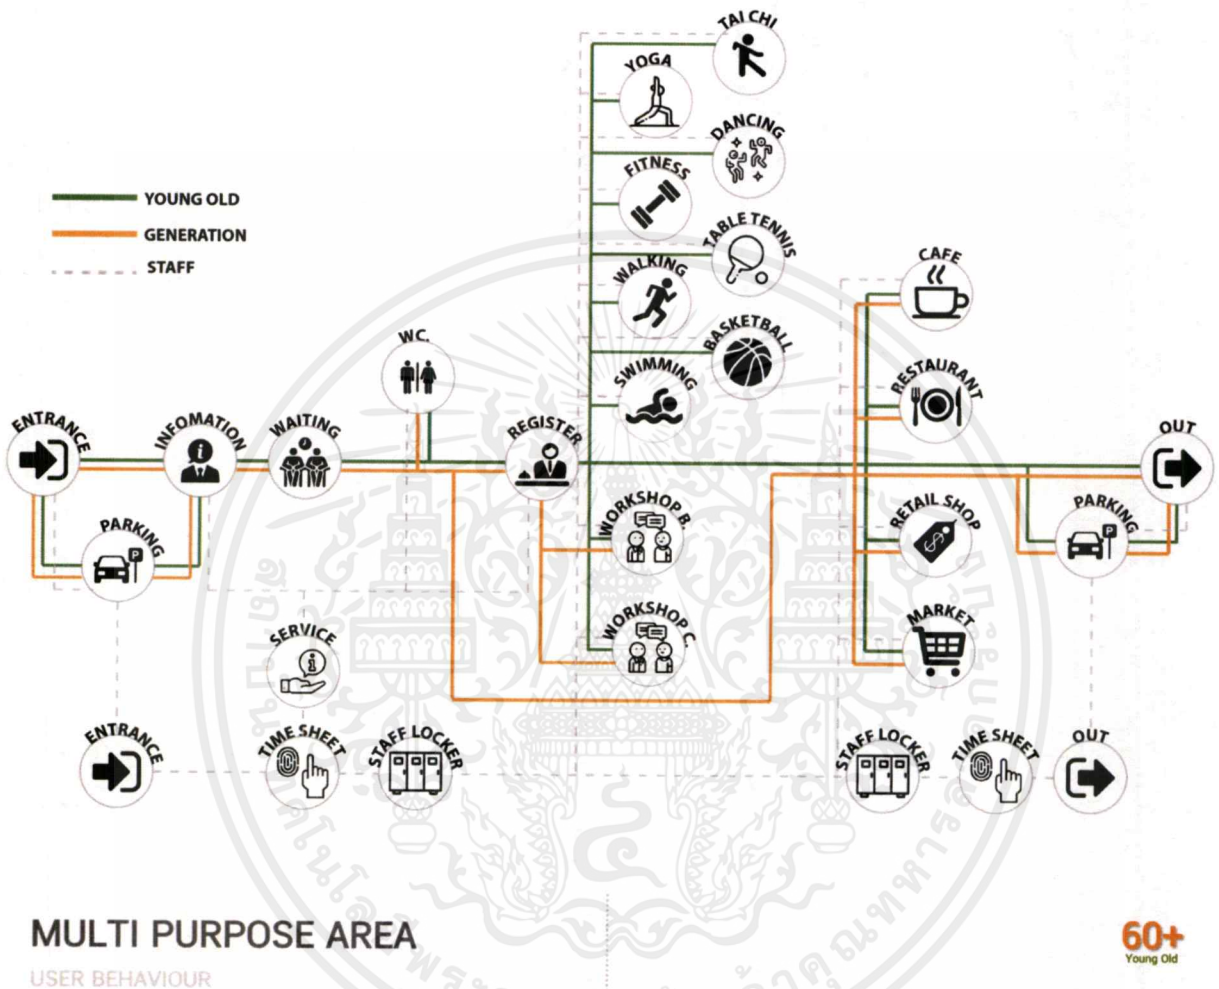 TAI CHI
YOGA
DANCING
FITNESS
YOUNG OLD
GENERATION
STAFF
TABLE TENNIS
WALKING
CAFE
WC.
BASKETBALL
SWIMMING
RESTAURANT
ENTRANCE
INFOMATION
WAITING
REGISTER
OUT
PARKING
P
WORKSHOP B.
RETAIL SHOP
PARKING
P
SERVICE
WORKSHOP C.
MARKET
ENTRANCE
TIME SHEET
STAFF LOCKER
STAFF LOCKER
TIME SHEET
OUT
MULTI PURPOSE AREA
USER BEHAVIOUR
60+
Young Old